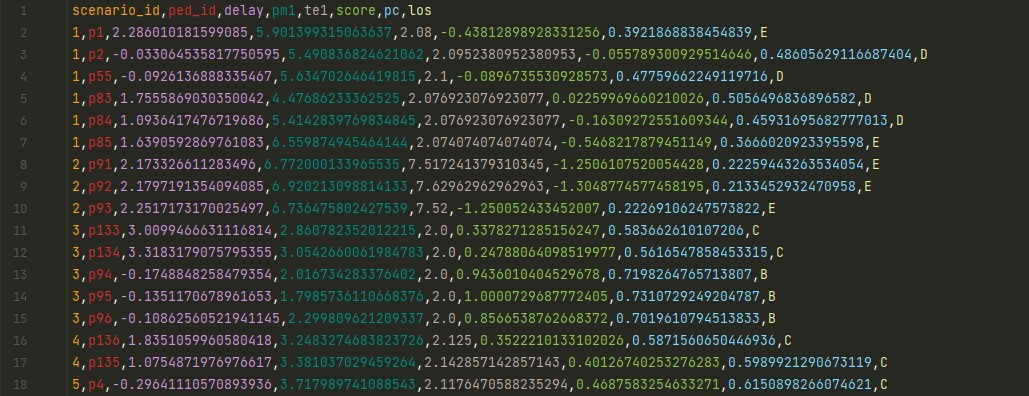 1 scenario_id,ped_id,delay,pm1,te1,score,pc,los
2 1,p1,2.286010181599085,5.901399315063637,2.08,-0.43812898928331256,0.3921868838454839,E
3 1,p2,-0.033064535817750595,5.490836824621062,2.0952380952380953,-0.055789300929514646,0.48605629116687404,D
4 1,p55,-0.0926136888335467,5.634702646419815,2.1,-0.0896735530928573,0.47759662249119716,D
5 1,p83,1.7555869030350042,4.47686233362525,2.076923076923077,0.02259969660210026,0.5056496836896582,D
6 1,p84,1.0936417476719686,5.4142839769834845,2.076923076923077,-0.16309272551609344,0.45931695682777013,D
7 1,p85,1.6390592869761083,6.559874945464144,2.074074074074074,-0.5468217879451149,0.3666020923395598,E
8 2,p91,2.173326611283496,6.772000133965535,7.517241379310345,-1.2506107520054428,0.22259443263534054,E
9 2,p92,2.1797191354094085,6.920213098814133,7.62962962962963,-1.3048774577458195,0.2133452932470958,E
10 2,p93,2.2517173170025497,6.736475802427539,7.52,-1.250052433452007,0.22269106247573822,E
11 3,p133,3.0099466631116814,2.860782352012215,2.0,0.3378271285156247,0.583662610107206,C
12 3,p134,3.3183179075795355,3.05426600619847​83,2.0,0.24788064098519977,0.5616547858453315,C
13 3,p94,-0.1748848258479354,2.016734283376402,2.0,0.9436010404529678,0.7198264765713807,B
14 3,p95,-0.1351170678961653,1.7985736110668376,2.0,1.0000729687772405,0.7310729249204787,B
15 3,p96,-0.10862560521941145,2.299809621209337,2.0,0.8566538762668372,0.7019610794513833,B
16 4,p136,1.8351059960580418,3.2483274683823726,2.125,0.3522210133102026,0.5871560650446936,C
17 4,p135,1.0754871976976617,3.381037029459264,2.142857142857143,0.40126740253276283,0.5989921290673119,C
18 5,p4,-0.29641110570893936,3.717989741088543,2.1176470588235294,0.4687583254633271,0.6150898266074621,C